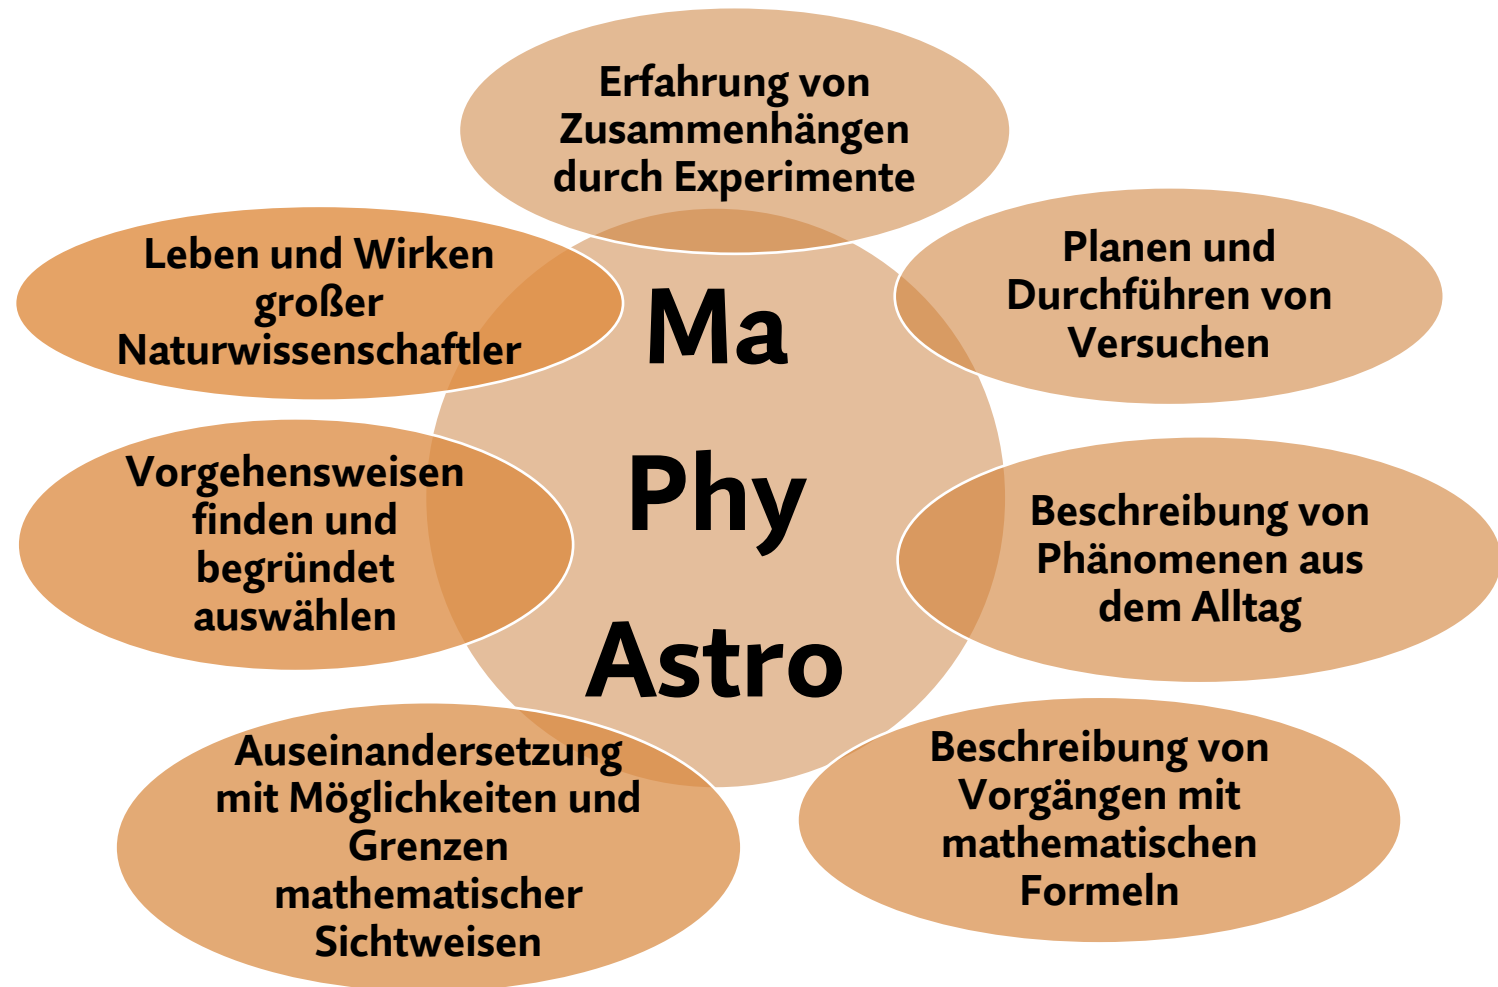 Erfahrung von
Zusammenhängen
durch Experimente
Planen und
Durchführen von
Versuchen
Beschreibung von
Phänomenen aus
dem Alltag
Beschreibung von
Vorgängen mit
mathematischen
Formeln
Auseinandersetzung
mit Möglichkeiten und
Grenzen
mathematischer
Sichtweisen
Vorgehensweisen
finden und
begründet
auswählen
Leben und Wirken
großer
Naturwissenschaftler
Ma
Phy
Astro